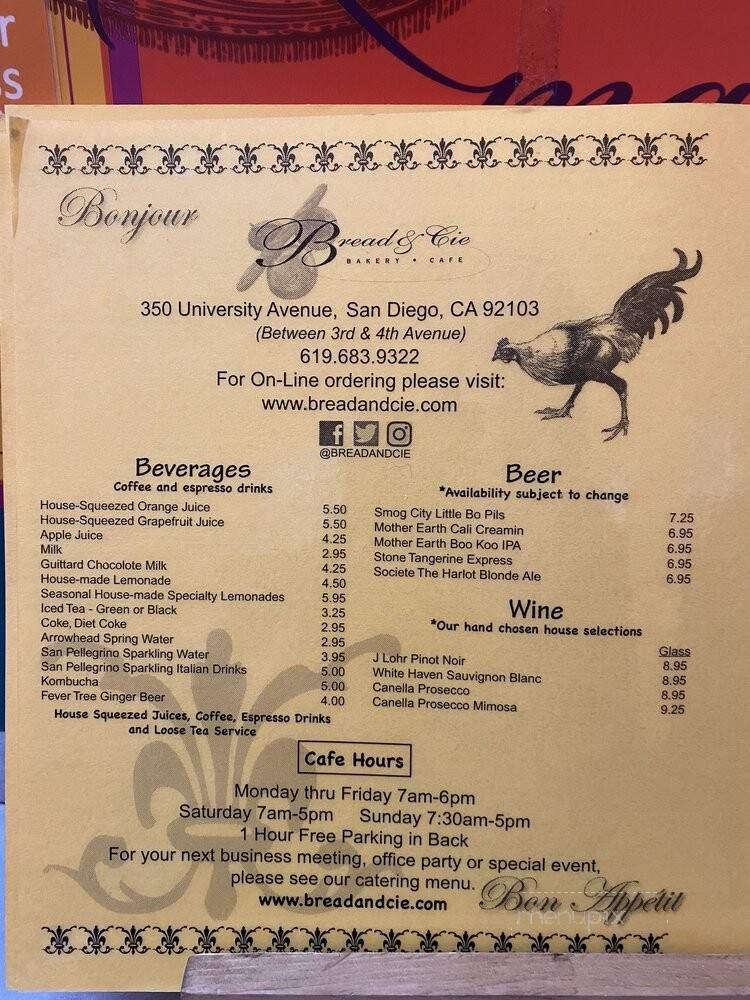 r
s
Bonjour
Bread & Cie
BAKERY • CAFE
350 University Avenue, San Diego, CA 92103
(Between 3rd & 4th Avenue)
619.683.9322
For On-Line ordering please visit:
www.breadandcie.com
@BREADANDCIE
Beverages
Coffee and espresso drinks
House-Squeezed Orange Juice 5.50
House-Squeezed Grapefruit Juice 5.50
Apple Juice 4.25
Milk 2.95
Guittard Chocolote Milk 4.25
House-made Lemonade 4.50
Seasonal House-made Specialty Lemonades 5.95
Iced Tea - Green or Black 3.25
Coke, Diet Coke 2.95
Arrowhead Spring Water 2.95
San Pellegrino Sparkling Water 3.95
San Pellegrino Sparkling Italian Drinks 5.00
Kombucha 5.00
Fever Tree Ginger Beer 4.00
House Squeezed Juices, Coffee, Espresso Drinks
and Loose Tea Service
Beer
*Availability subject to change
Smog City Little Bo Pils 7.25
Mother Earth Cali Creamin 6.95
Mother Earth Boo Koo IPA 6.95
Stone Tangerine Express 6.95
Societe The Harlot Blonde Ale 6.95
Wine
*Our hand chosen house selections
Glass
J Lohr Pinot Noir 8.95
White Haven Sauvignon Blanc 8.95
Canella Prosecco 8.95
Canella Prosecco Mimosa 9.25
Cafe Hours
Monday thru Friday 7am-6pm
Saturday 7am-5pm Sunday 7:30am-5pm
1 Hour Free Parking in Back
For your next business meeting, office party or special event,
please see our catering menu.
www.breadandcie.com
Bon Appétit